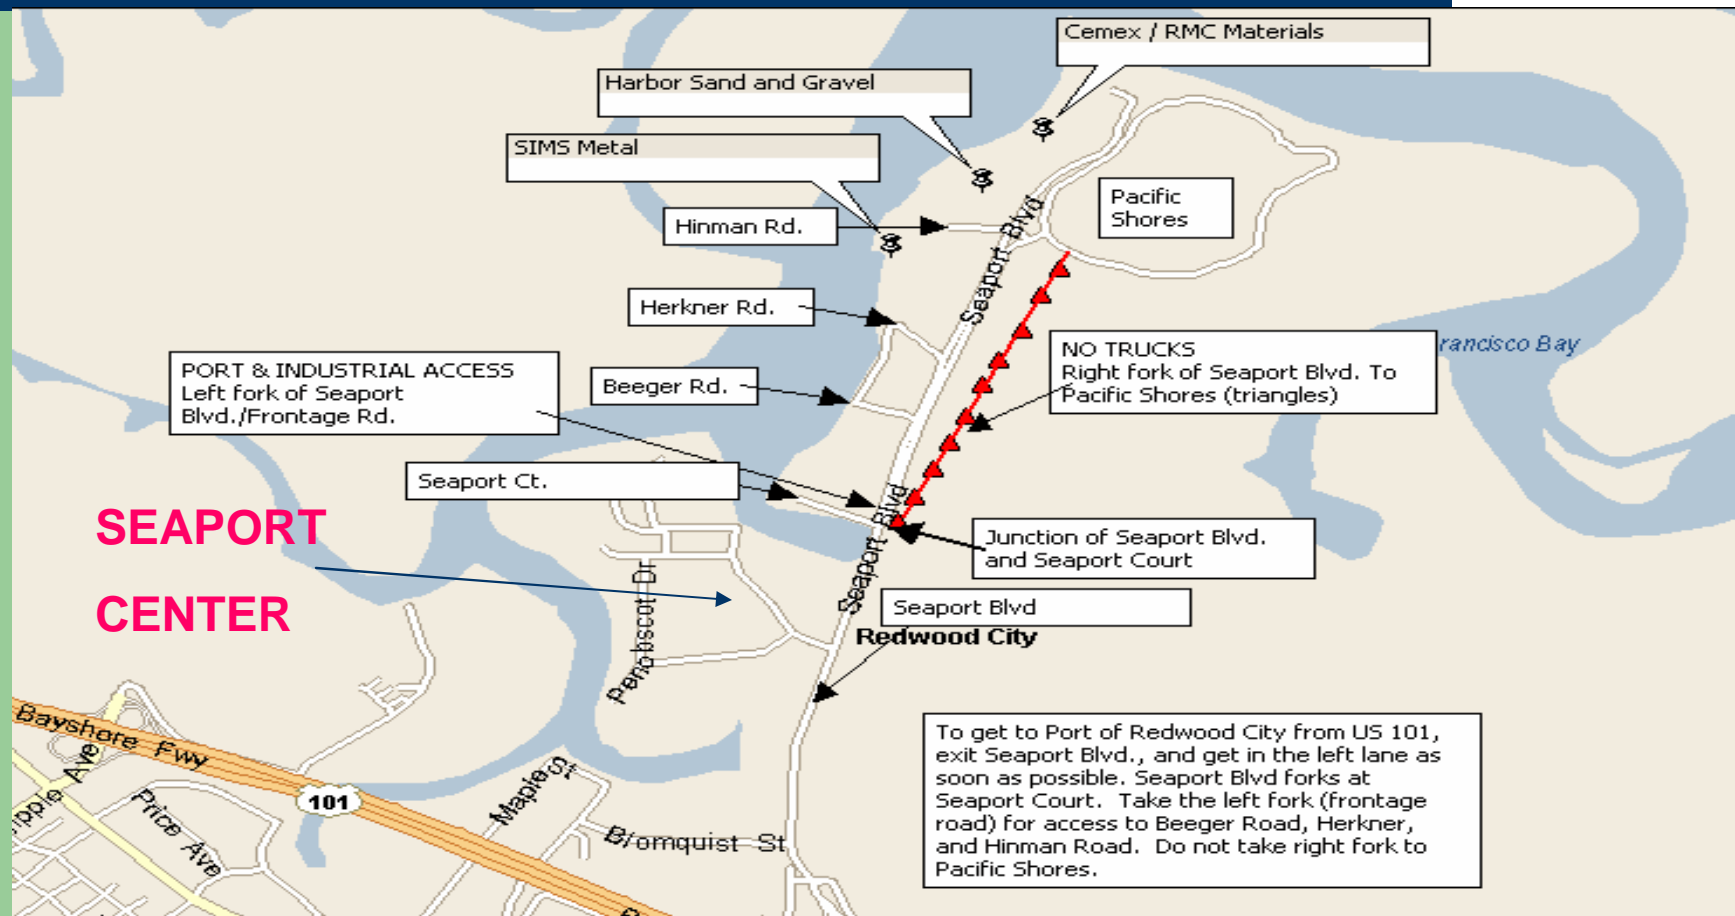 Cemex / RMC Materials
Harbor Sand and Gravel
SIMS Metal
Pacific
Shores
Hinman Rd.
Seaport Blvd
Herkner Rd.
NO TRUCKS
Right fork of Seaport Blvd. To
Pacific Shores (triangles)
rancisco Bay
PORT & INDUSTRIAL ACCESS
Left fork of Seaport
Blvd./Frontage Rd.
Beeger Rd.
Seaport Ct.
SEAPORT
CENTER
Seaport Blvd
Junction of Seaport Blvd.
and Seaport Court
Penobscot Dr
Seaport Blvd
Redwood City
Bayshore Fwy
101
ipple Ave
Price Ave
Maple St
Blomquist St
To get to Port of Redwood City from US 101,
exit Seaport Blvd., and get in the left lane as
soon as possible. Seaport Blvd forks at
Seaport Court. Take the left fork (frontage
road) for access to Beeger Road, Herkner,
and Hinman Road. Do not take right fork to
Pacific Shores.